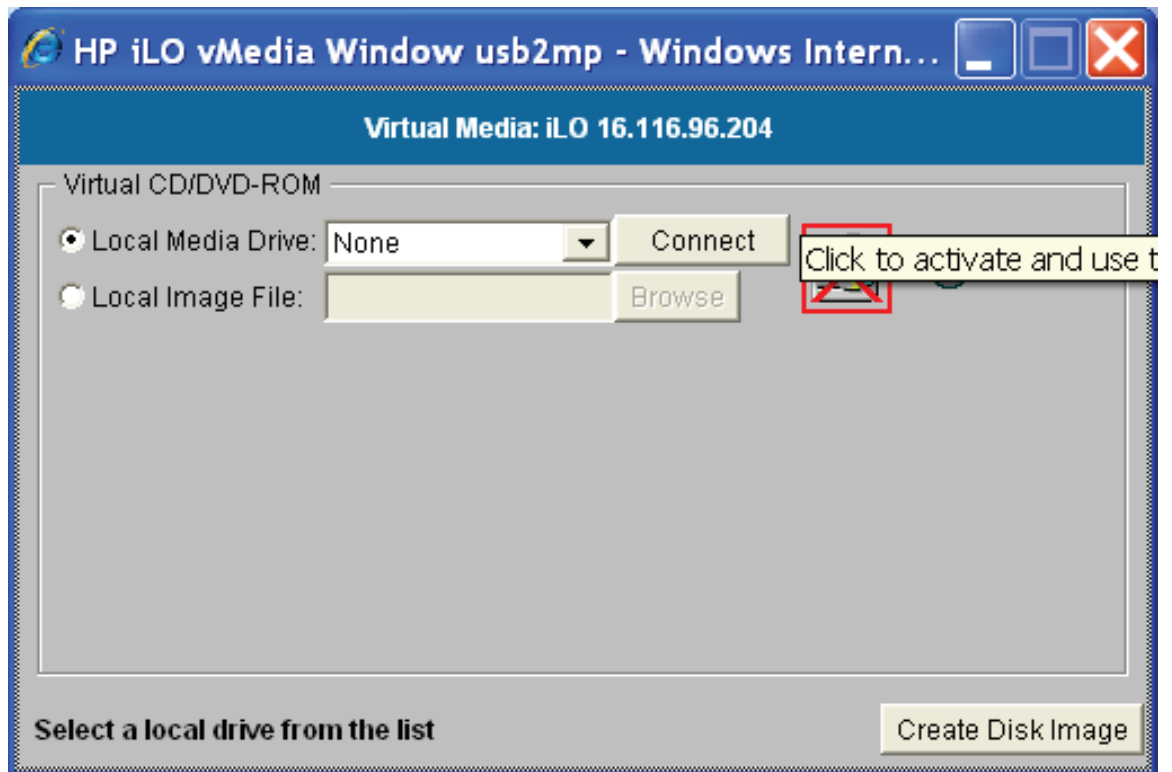 HP iLO vMedia Window usb2mp - Windows Intern...
Virtual Media: iLO 16.116.96.204
Virtual CD/DVD-ROM
Local Media Drive: None Connect
Click to activate and use t
Local Image File: Browse
Select a local drive from the list Create Disk Image